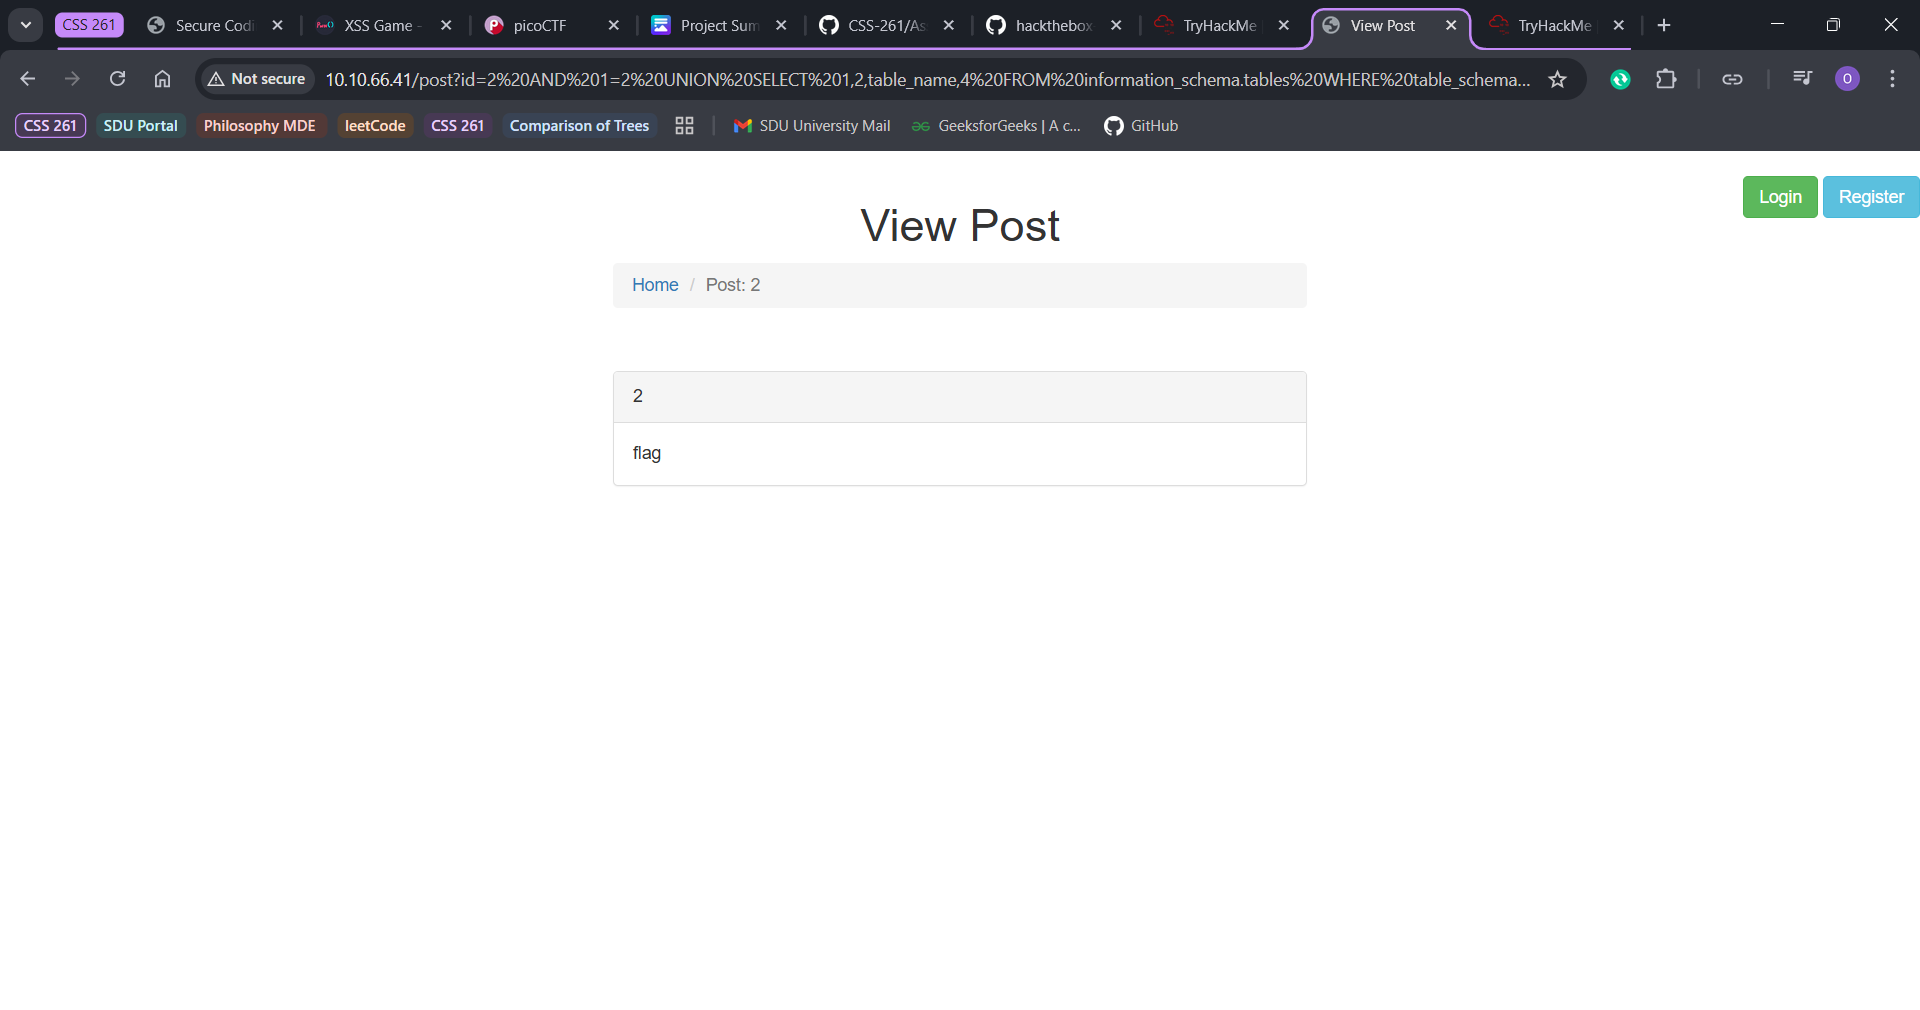 CSS 261 Secure Codi XSS Game - picoCTF Project Sum CSS-261/As hackthebox TryHackMe View Post TryHackMe
Not secure 10.10.66.41/post?id=2%20AND%201=2%20UNION%20SELECT%201,2,table_name,4%20FROM%20information_schema.tables%20WHERE%20table_schema... O
CSS 261 SDU Portal Philosophy MDE leetCode CSS 261 Comparison of Trees SDU University Mail GeeksforGeeks | A c... GitHub
Login Register
View Post
Home / Post: 2
2
flag